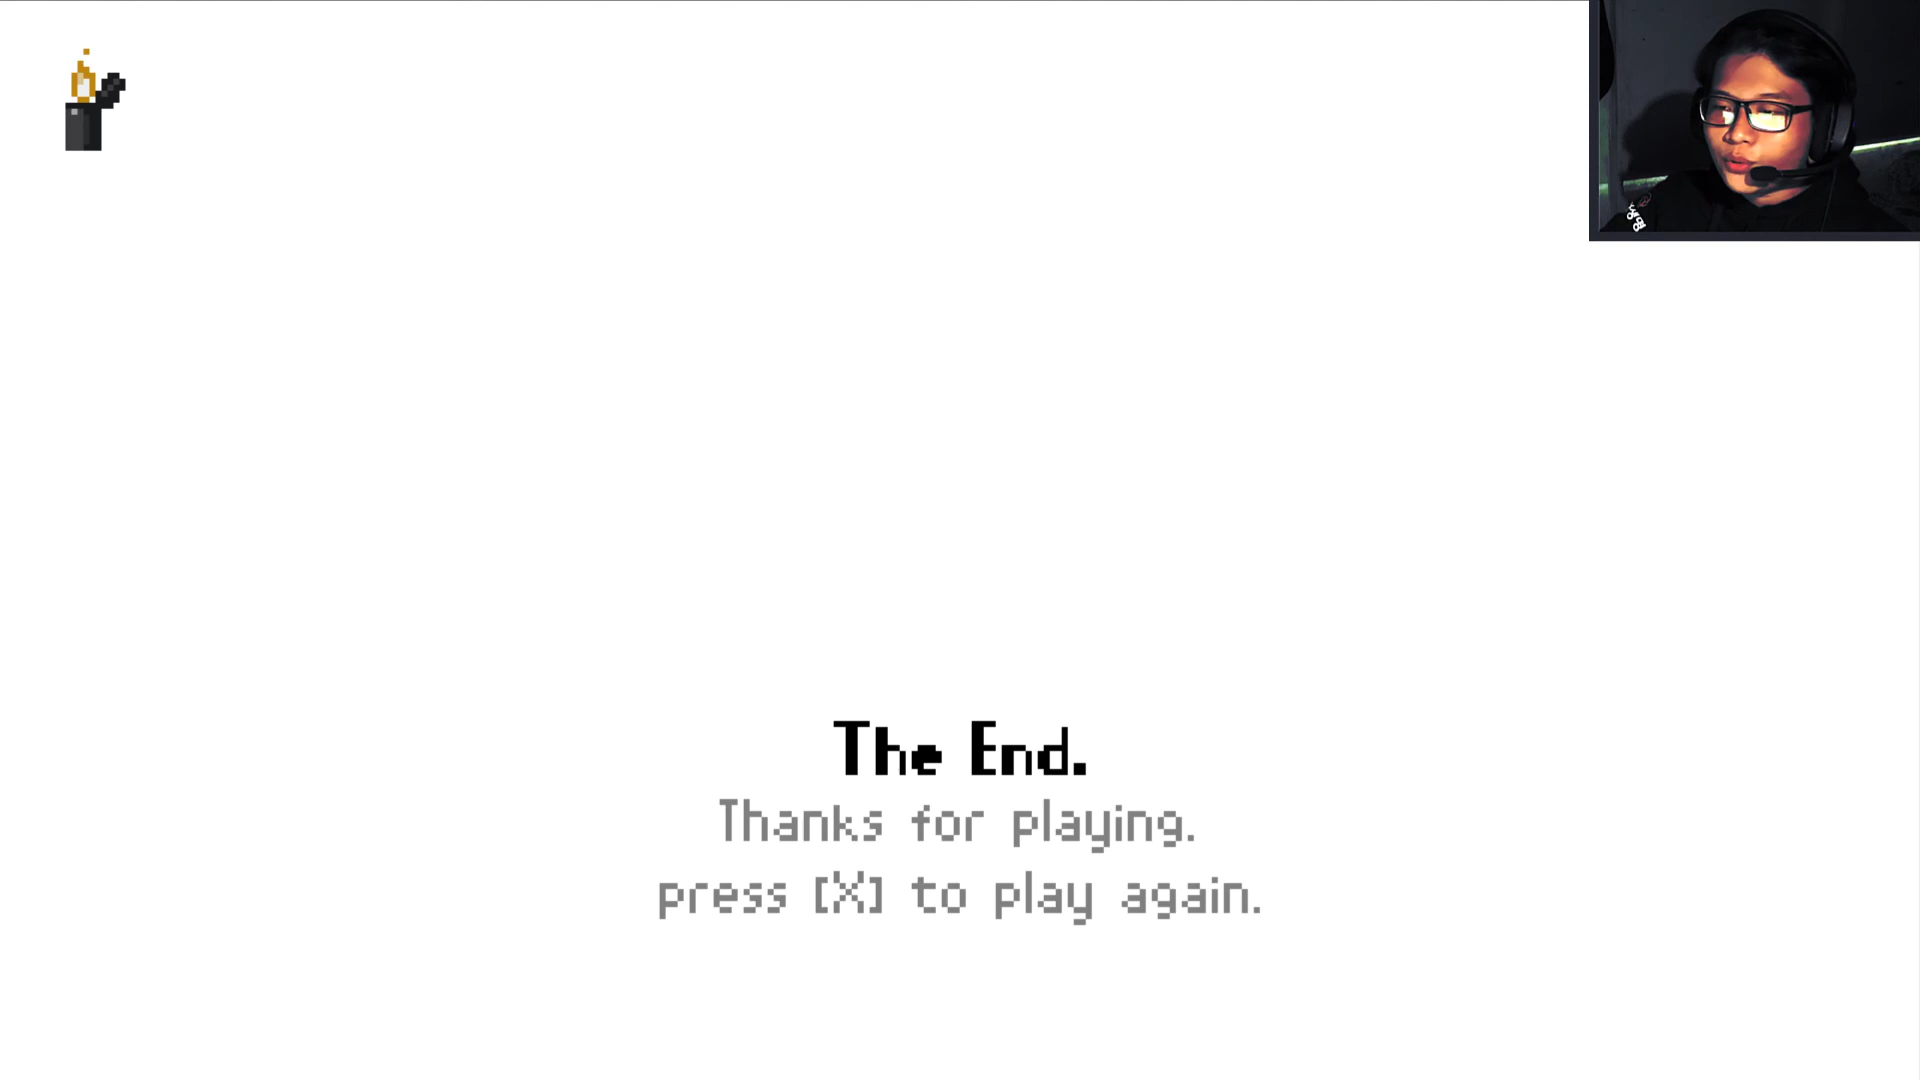 The End.
Thanks for playing.
press [X] to play again.